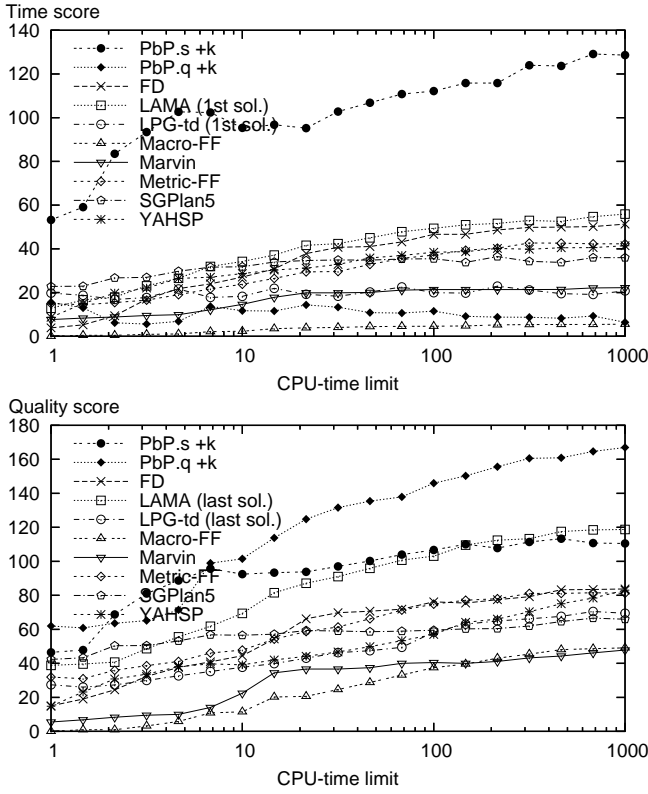 Time score
140
120
100
80
60
40
20
0
PbP.s +k
PbP.q +k
FD
LAMA (1st sol.)
LPG-td (1st sol.)
Macro-FF
Marvin
Metric-FF
SGPlan5
YAHSP
1 10 100 1000
CPU-time limit
Quality score
180
160
140
120
100
80
60
40
20
0
PbP.s +k
PbP.q +k
FD
LAMA (last sol.)
LPG-td (last sol.)
Macro-FF
Marvin
Metric-FF
SGPlan5
YAHSP
1 10 100 1000
CPU-time limit